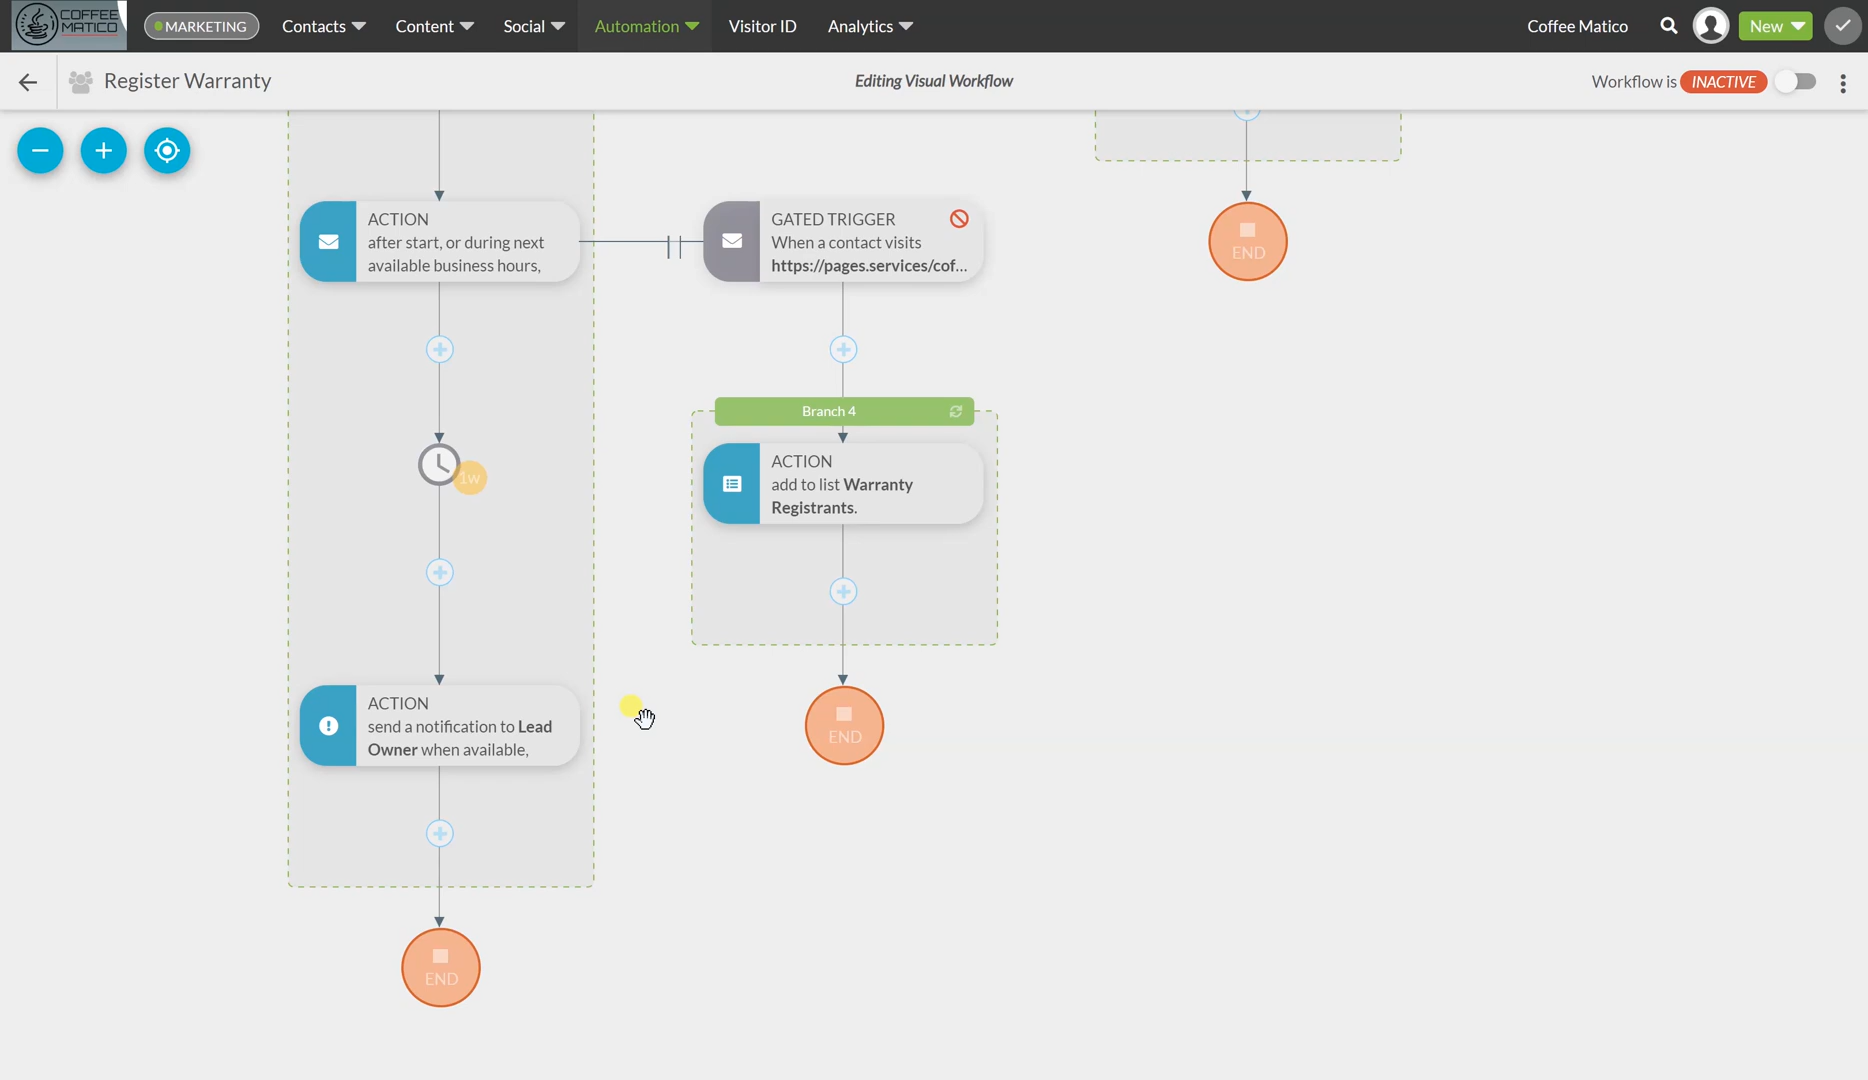 COFFEE
MATICO
MARKETING
Contacts
Content
Social
Automation
Visitor ID
Analytics
Coffee Matico
New
Register Warranty
Editing Visual Workflow
Workflow is INACTIVE
ACTION
after start, or during next
available business hours,
GATED TRIGGER
When a contact visits
https://pages.services/cof...
END
Branch 4
ACTION
add to list Warranty
Registrants.
1w
ACTION
send a notification to Lead
Owner when available,
END
END